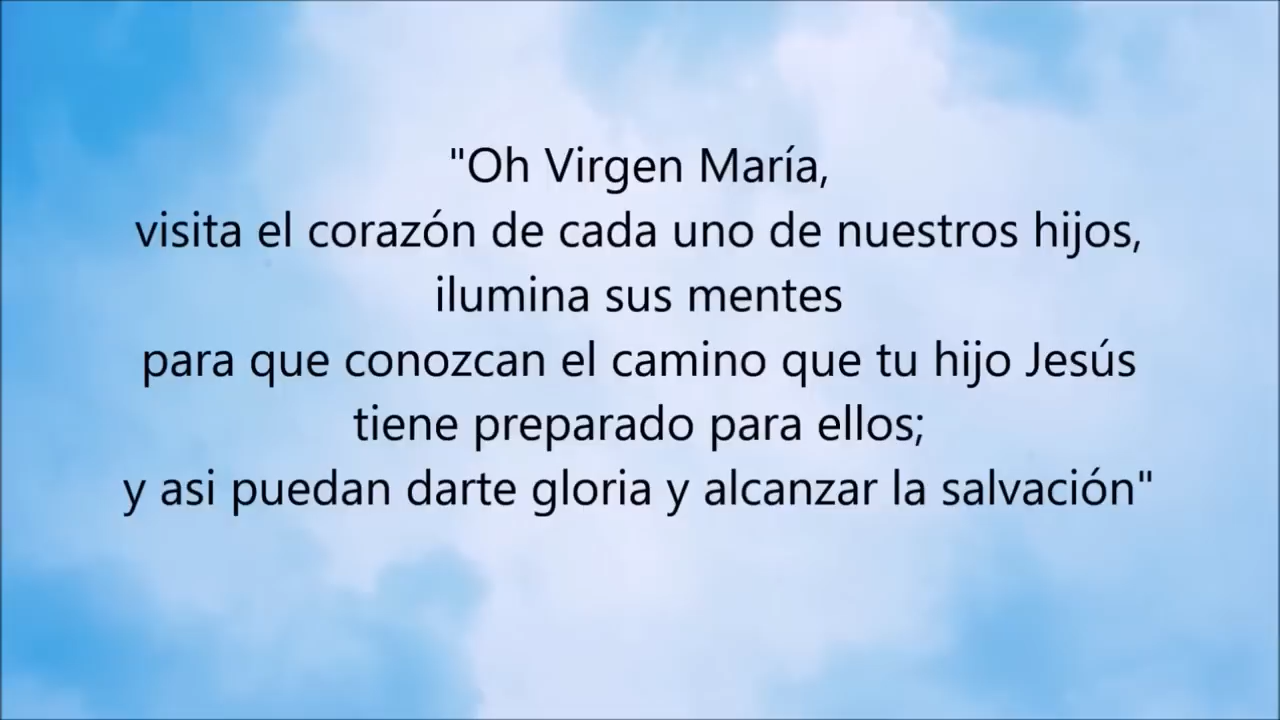 "Oh Virgen María,
visita el corazón de cada uno de nuestros hijos,
ilumina sus mentes
para que conozcan el camino que tu hijo Jesús
tiene preparado para ellos;
y asi puedan darte gloria y alcanzar la salvación"